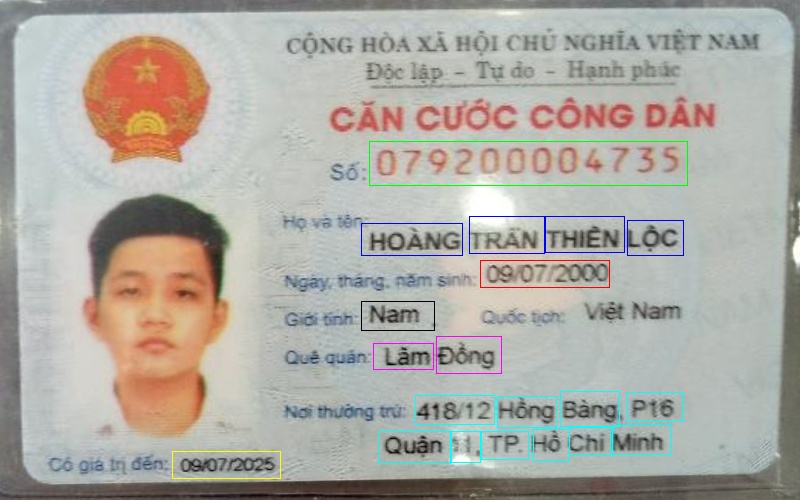 CỘNG HÒA XÃ HỘI CHỦ NGHĨA VIỆT NAM
Độc lập - Tự do - Hạnh phúc
CĂN CƯỚC CÔNG DÂN
Số: 079200004735
Họ và tên:
HOÀNG TRẦN THIÊN LỘC
Ngày, tháng, năm sinh: 09/07/2000
Giới tính: Nam Quốc tịch: Việt Nam
Quê quán: Lâm Đồng
Nơi thường trú: 418/12 Hồng Bàng, P16
Quận 11, TP. Hồ Chí Minh
Có giá trị đến: 09/07/2025